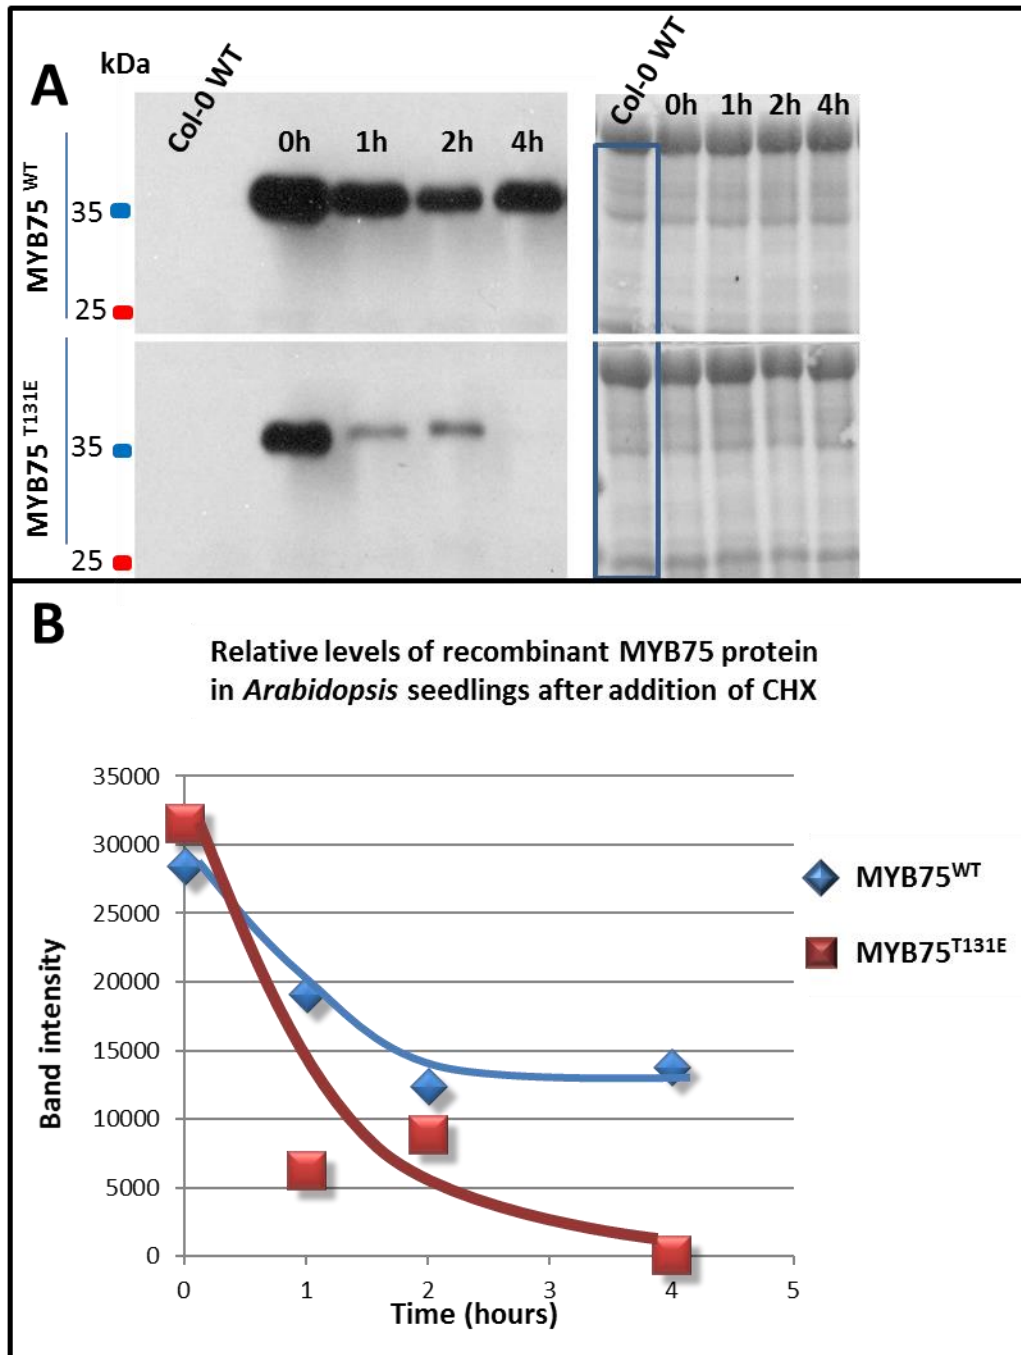 A
kDa
Col-0 WT
0h 1h 2h 4h
Col-0 WT
0h 1h 2h 4h
MYB75 WT
35
25
MYB75 T131E
35
25
B
Relative levels of recombinant MYB75 protein
in Arabidopsis seedlings after addition of CHX
Band intensity
35000
30000
25000
20000
15000
10000
5000
0
0 1 2 3 4 5
Time (hours)
MYB75WT
MYB75T131E